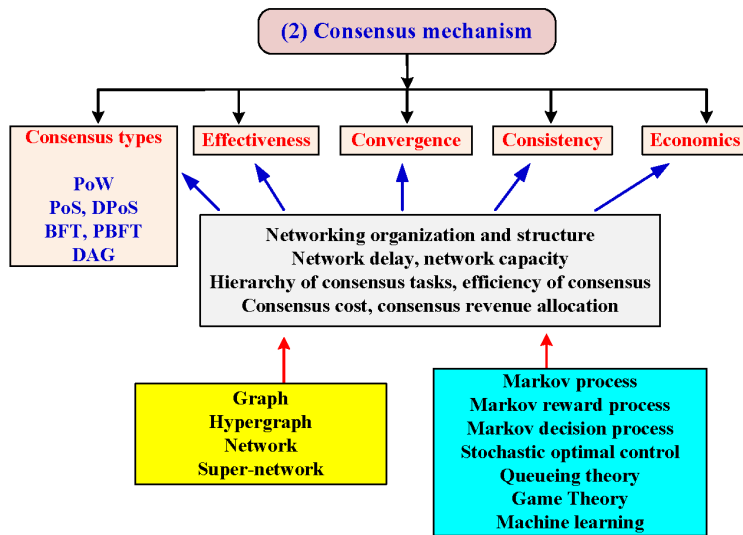 (2) Consensus mechanism
Consensus types
PoW
PoS, DPoS
BFT, PBFT
DAG
Effectiveness
Convergence
Consistency
Economics
Networking organization and structure
Network delay, network capacity
Hierarchy of consensus tasks, efficiency of consensus
Consensus cost, consensus revenue allocation
Graph
Hypergraph
Network
Super-network
Markov process
Markov reward process
Markov decision process
Stochastic optimal control
Queueing theory
Game Theory
Machine learning